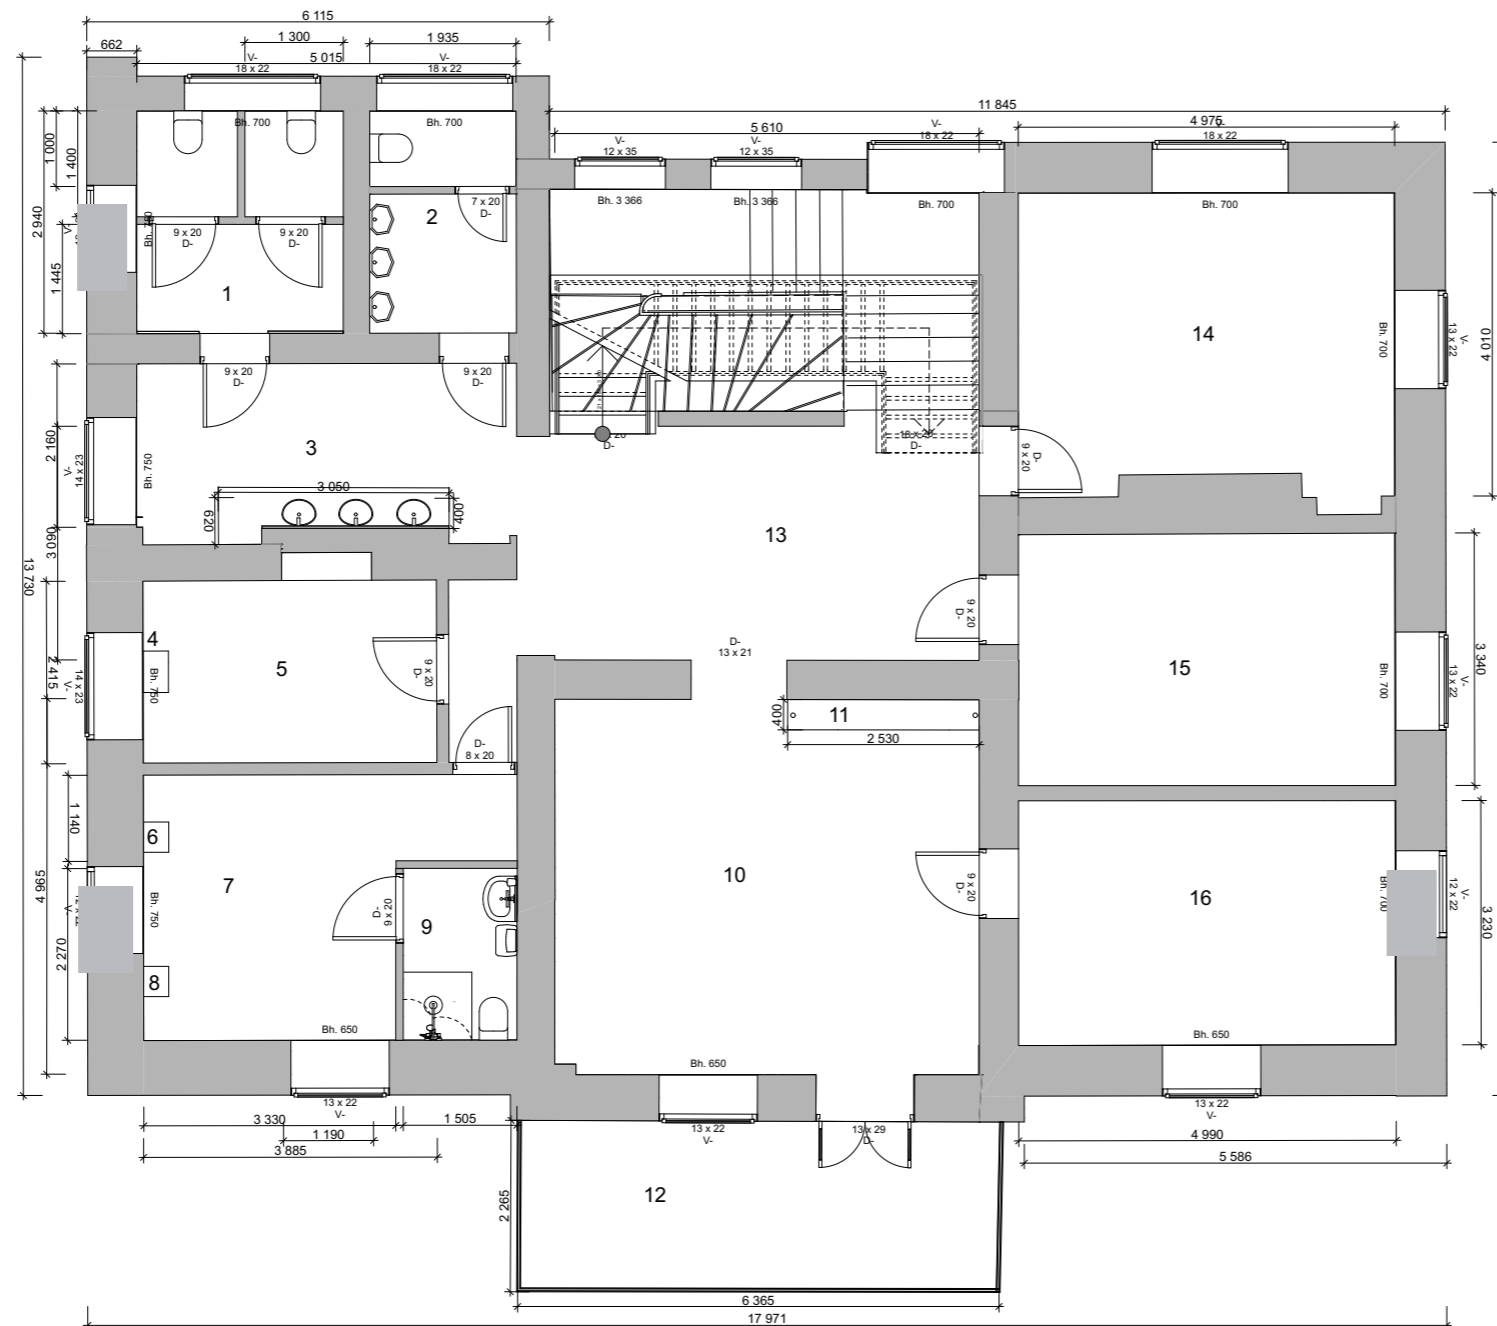 6 115
662
1 300
1 935
5 015
V-
18 x 22
V-
18 x 22
11 845
5 610
4 975
V-
12 x 35
V-
12 x 35
V-
18 x 22
V-
18 x 22
Bh. 700
Bh. 700
Bh. 3 366
Bh. 3 366
Bh. 700
Bh. 700
1 000
1 400
2 940
1 445
Bh. 750
7 x 20
D-
2
9 x 20
D-
9 x 20
D-
1
14
Bh. 700
13 x 22
V-
4 010
9 x 20
D-
9 x 20
D-
D-
D-
D-
9 x 20
3
2 160
V-
14 x 23
Bh. 750
3 050
620
400
3 090
13 730
13
9 x 20
D-
D-
13 x 21
4
5
D-
9 x 20
2 415
V-
14 x 23
Bh. 750
15
Bh. 700
13 x 22
V-
3 340
11
400
2 530
D-
8 x 20
1 140
6
7
4 965
V-
Bh. 750
2 270
D-
9 x 20
9
10
9 x 20
D-
16
Bh. 700
12 x 22
V-
3 230
8
Bh. 650
Bh. 650
Bh. 650
13 x 22
V-
13 x 22
V-
13 x 29
D-
13 x 22
V-
3 330
1 505
1 190
3 885
4 990
5 586
2 265
12
6 365
17 971